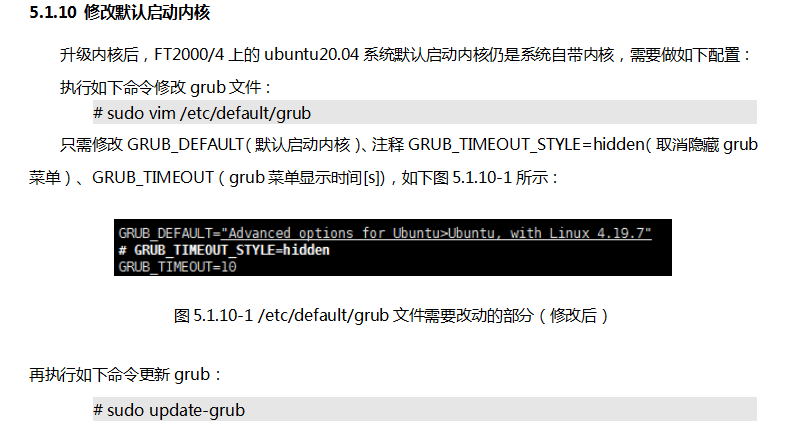 5.1.10 修改默认启动内核
升级内核后，FT2000/4 上的 ubuntu20.04 系统默认启动内核仍是系统自带内核，需要做如下配置：
执行如下命令修改 grub 文件：
# sudo vim /etc/default/grub
只需修改 GRUB_DEFAULT（默认启动内核）、注释 GRUB_TIMEOUT_STYLE=hidden（取消隐藏 grub
菜单）、GRUB_TIMEOUT（grub 菜单显示时间[s]），如下图 5.1.10-1 所示：
GRUB_DEFAULT="Advanced options for Ubuntu>Ubuntu, with Linux 4.19.7"
# GRUB_TIMEOUT_STYLE=hidden
GRUB_TIMEOUT=10
图 5.1.10-1 /etc/default/grub 文件需要改动的部分（修改后）
再执行如下命令更新 grub：
# sudo update-grub